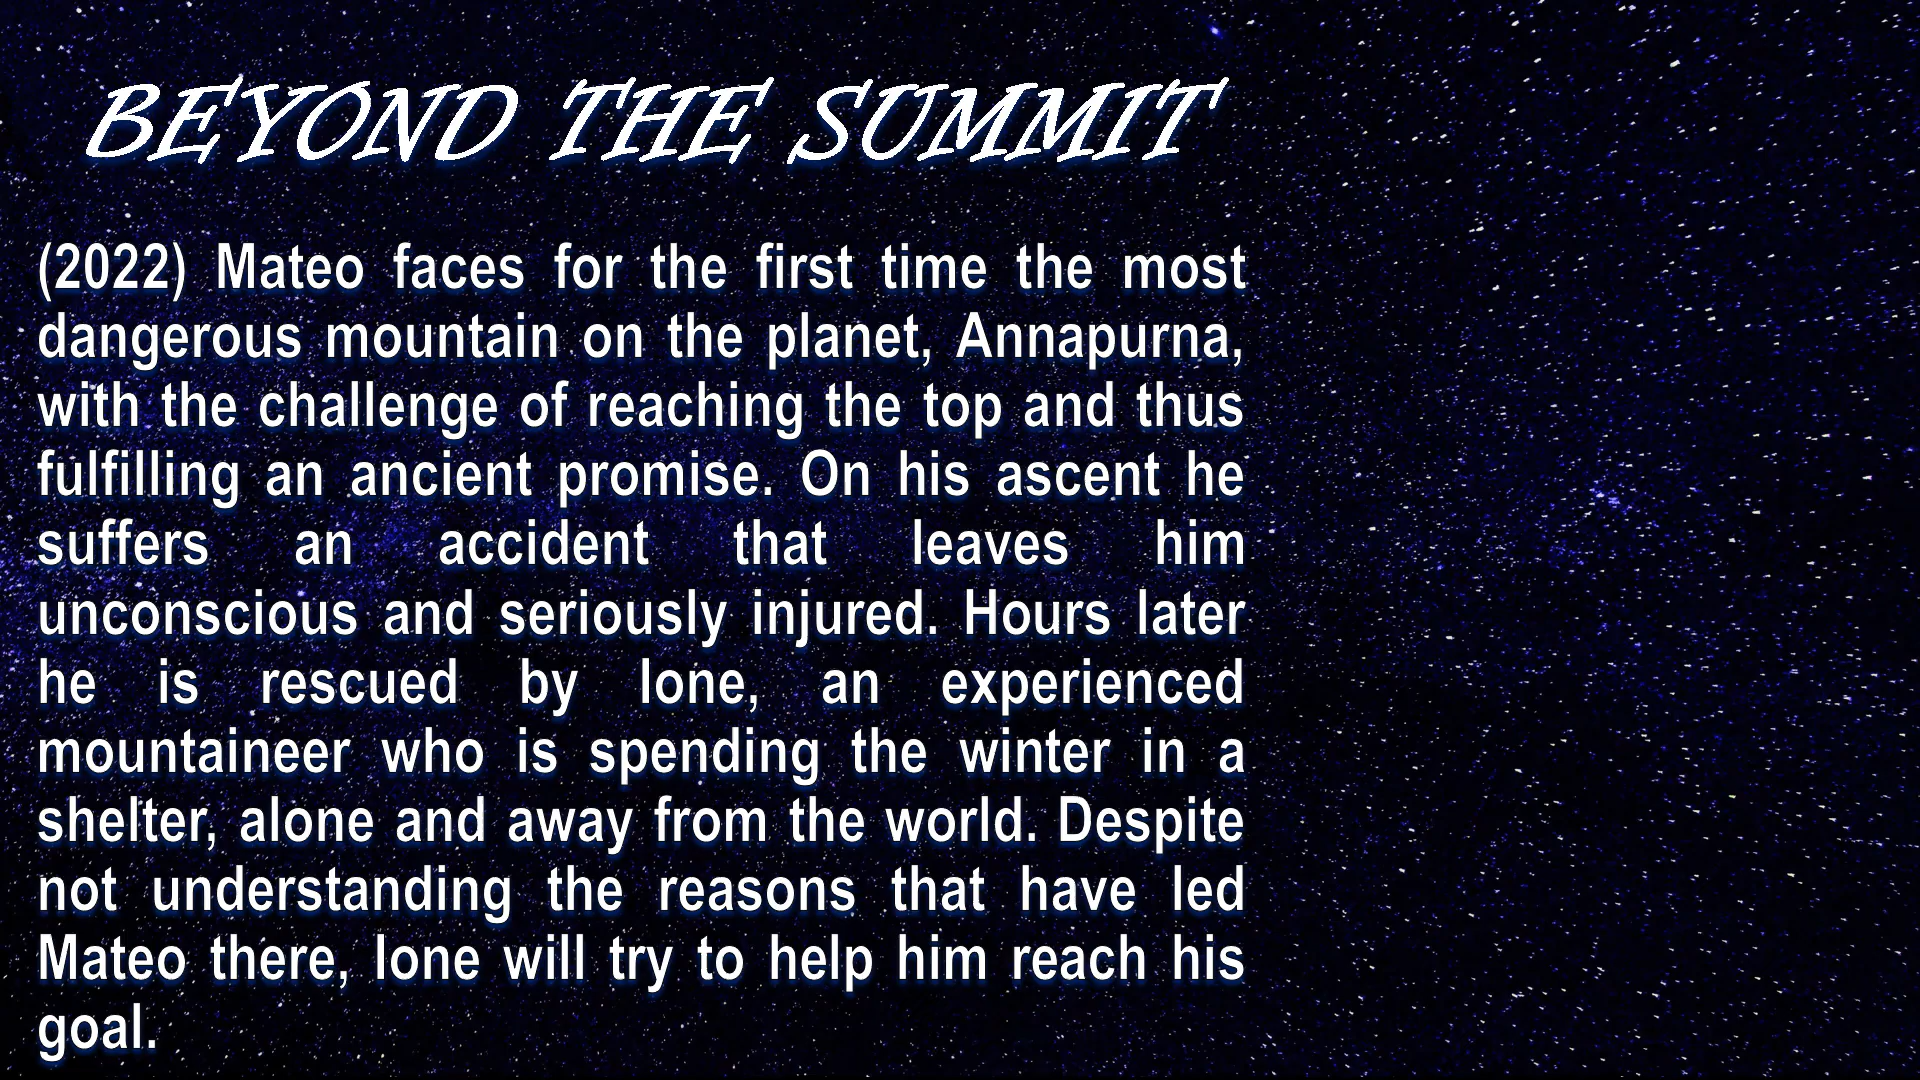 BEYOND THE SUMMIT
(2022) Mateo faces for the first time the most
dangerous mountain on the planet, Annapurna,
with the challenge of reaching the top and thus
fulfilling an ancient promise. On his ascent he
suffers an accident that leaves him
unconscious and seriously injured. Hours later
he is rescued by Ione, an experienced
mountaineer who is spending the winter in a
shelter, alone and away from the world. Despite
not understanding the reasons that have led
Mateo there, Ione will try to help him reach his
goal.